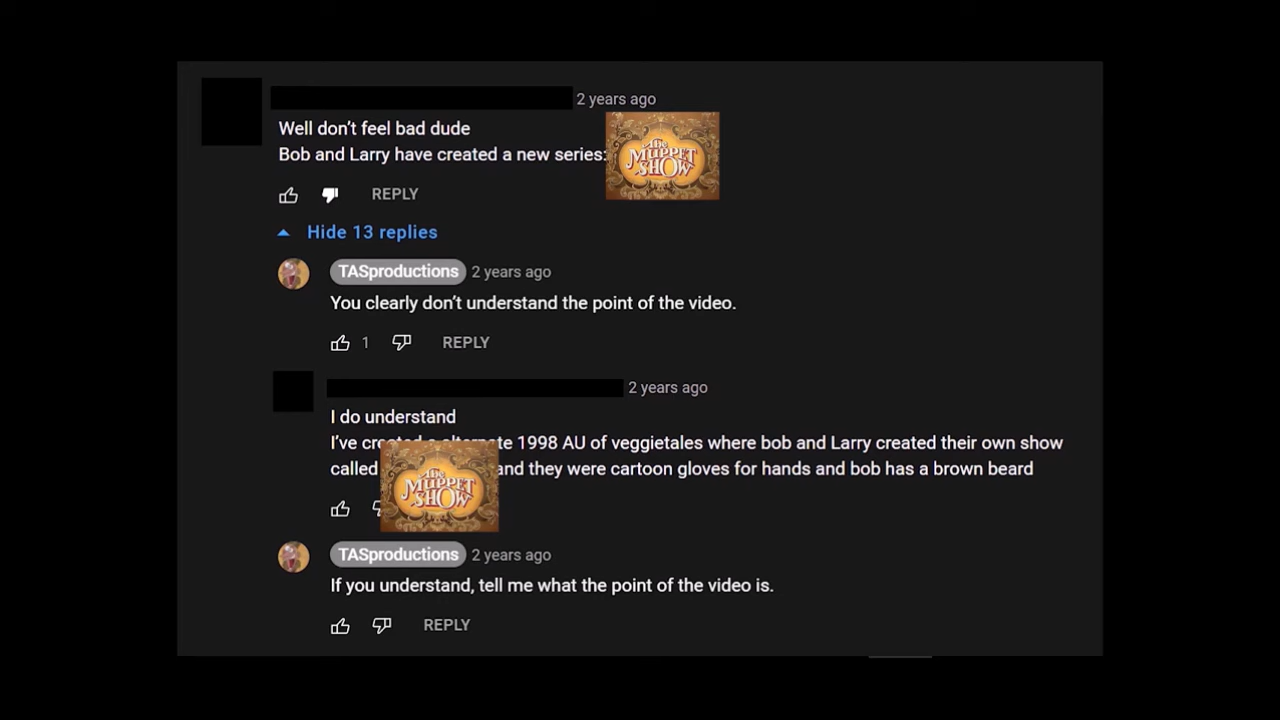 2 years ago
Well don't feel bad dude
Bob and Larry have created a new series:
The MUPPET SHOW
REPLY
Hide 13 replies
TASproductions 2 years ago
You clearly don't understand the point of the video.
1 REPLY
2 years ago
I do understand
I've created a alternate 1998 AU of veggietales where bob and Larry created their own show
called and they were cartoon gloves for hands and bob has a brown beard
The MUPPET SHOW
TASproductions 2 years ago
If you understand, tell me what the point of the video is.
REPLY